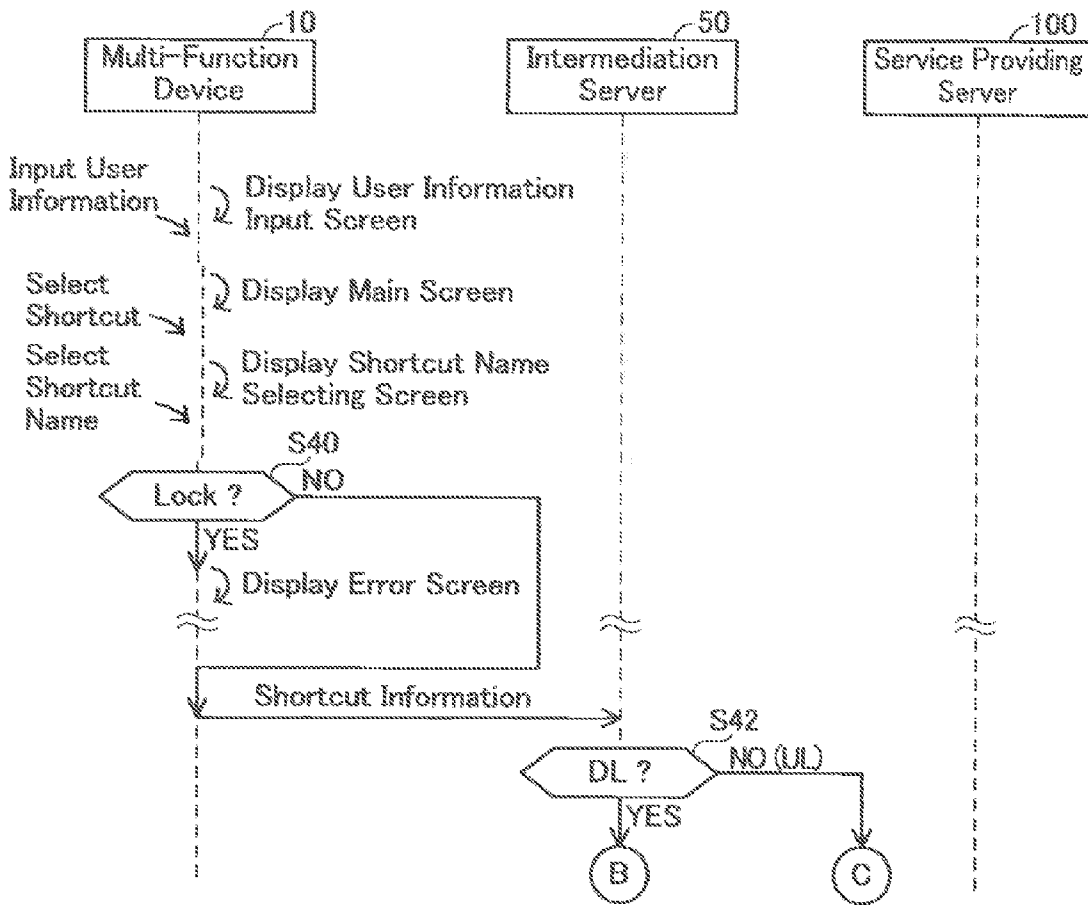 10
50
100
Multi-Function
Device
Intermediation
Server
Service Providing
Server
Input User
Information
Display User Information
Input Screen
Display Main Screen
Select
Shortcut
Select
Shortcut
Name
Display Shortcut Name
Selecting Screen
S40
Lock ?
NO
YES
Display Error Screen
Shortcut Information
S42
DL ?
NO (UL)
YES
B
C